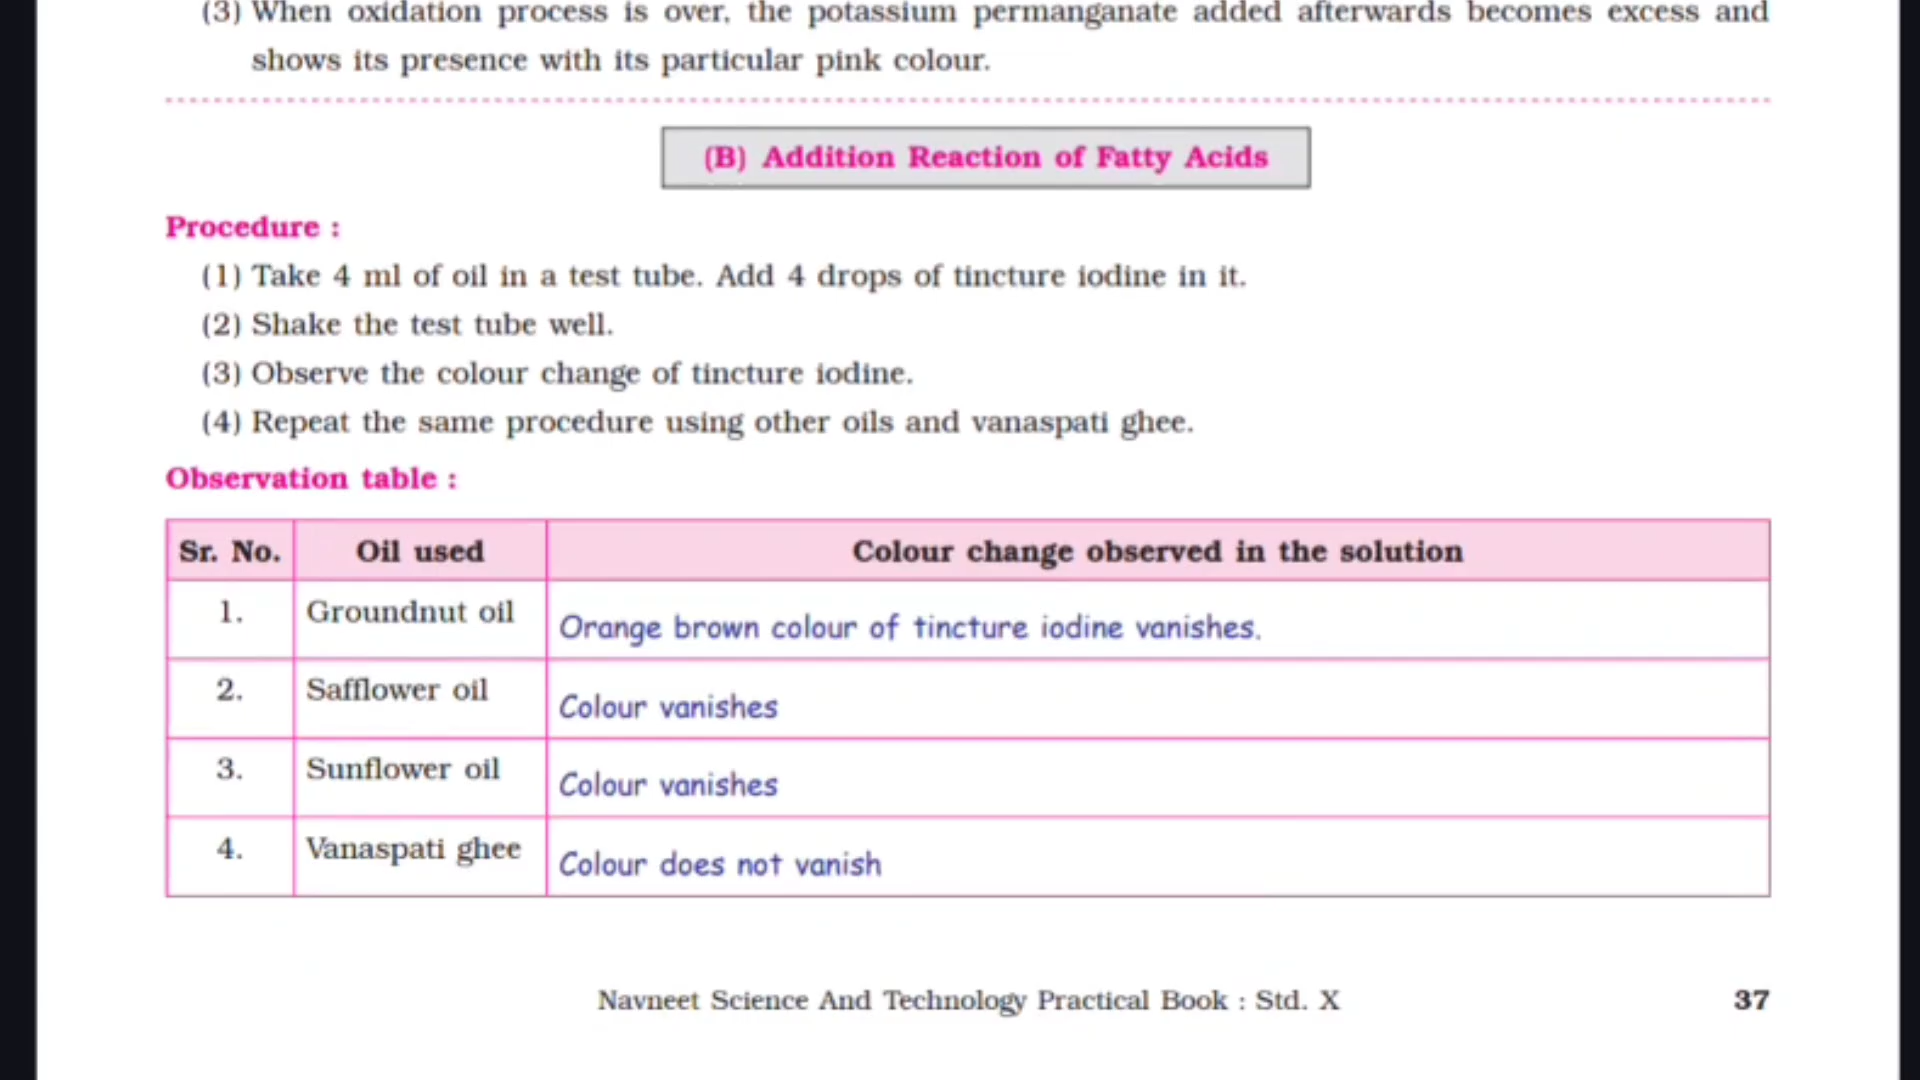 (3) When oxidation process is over, the potassium permanganate added afterwards becomes excess and
shows its presence with its particular pink colour.
(B) Addition Reaction of Fatty Acids
Procedure :
(1) Take 4 ml of oil in a test tube. Add 4 drops of tincture iodine in it.
(2) Shake the test tube well.
(3) Observe the colour change of tincture iodine.
(4) Repeat the same procedure using other oils and vanaspati ghee.
Observation table :
Sr. No. Oil used Colour change observed in the solution
1. Groundnut oil Orange brown colour of tincture iodine vanishes.
2. Safflower oil Colour vanishes
3. Sunflower oil Colour vanishes
4. Vanaspati ghee Colour does not vanish
Navneet Science And Technology Practical Book : Std. X 37